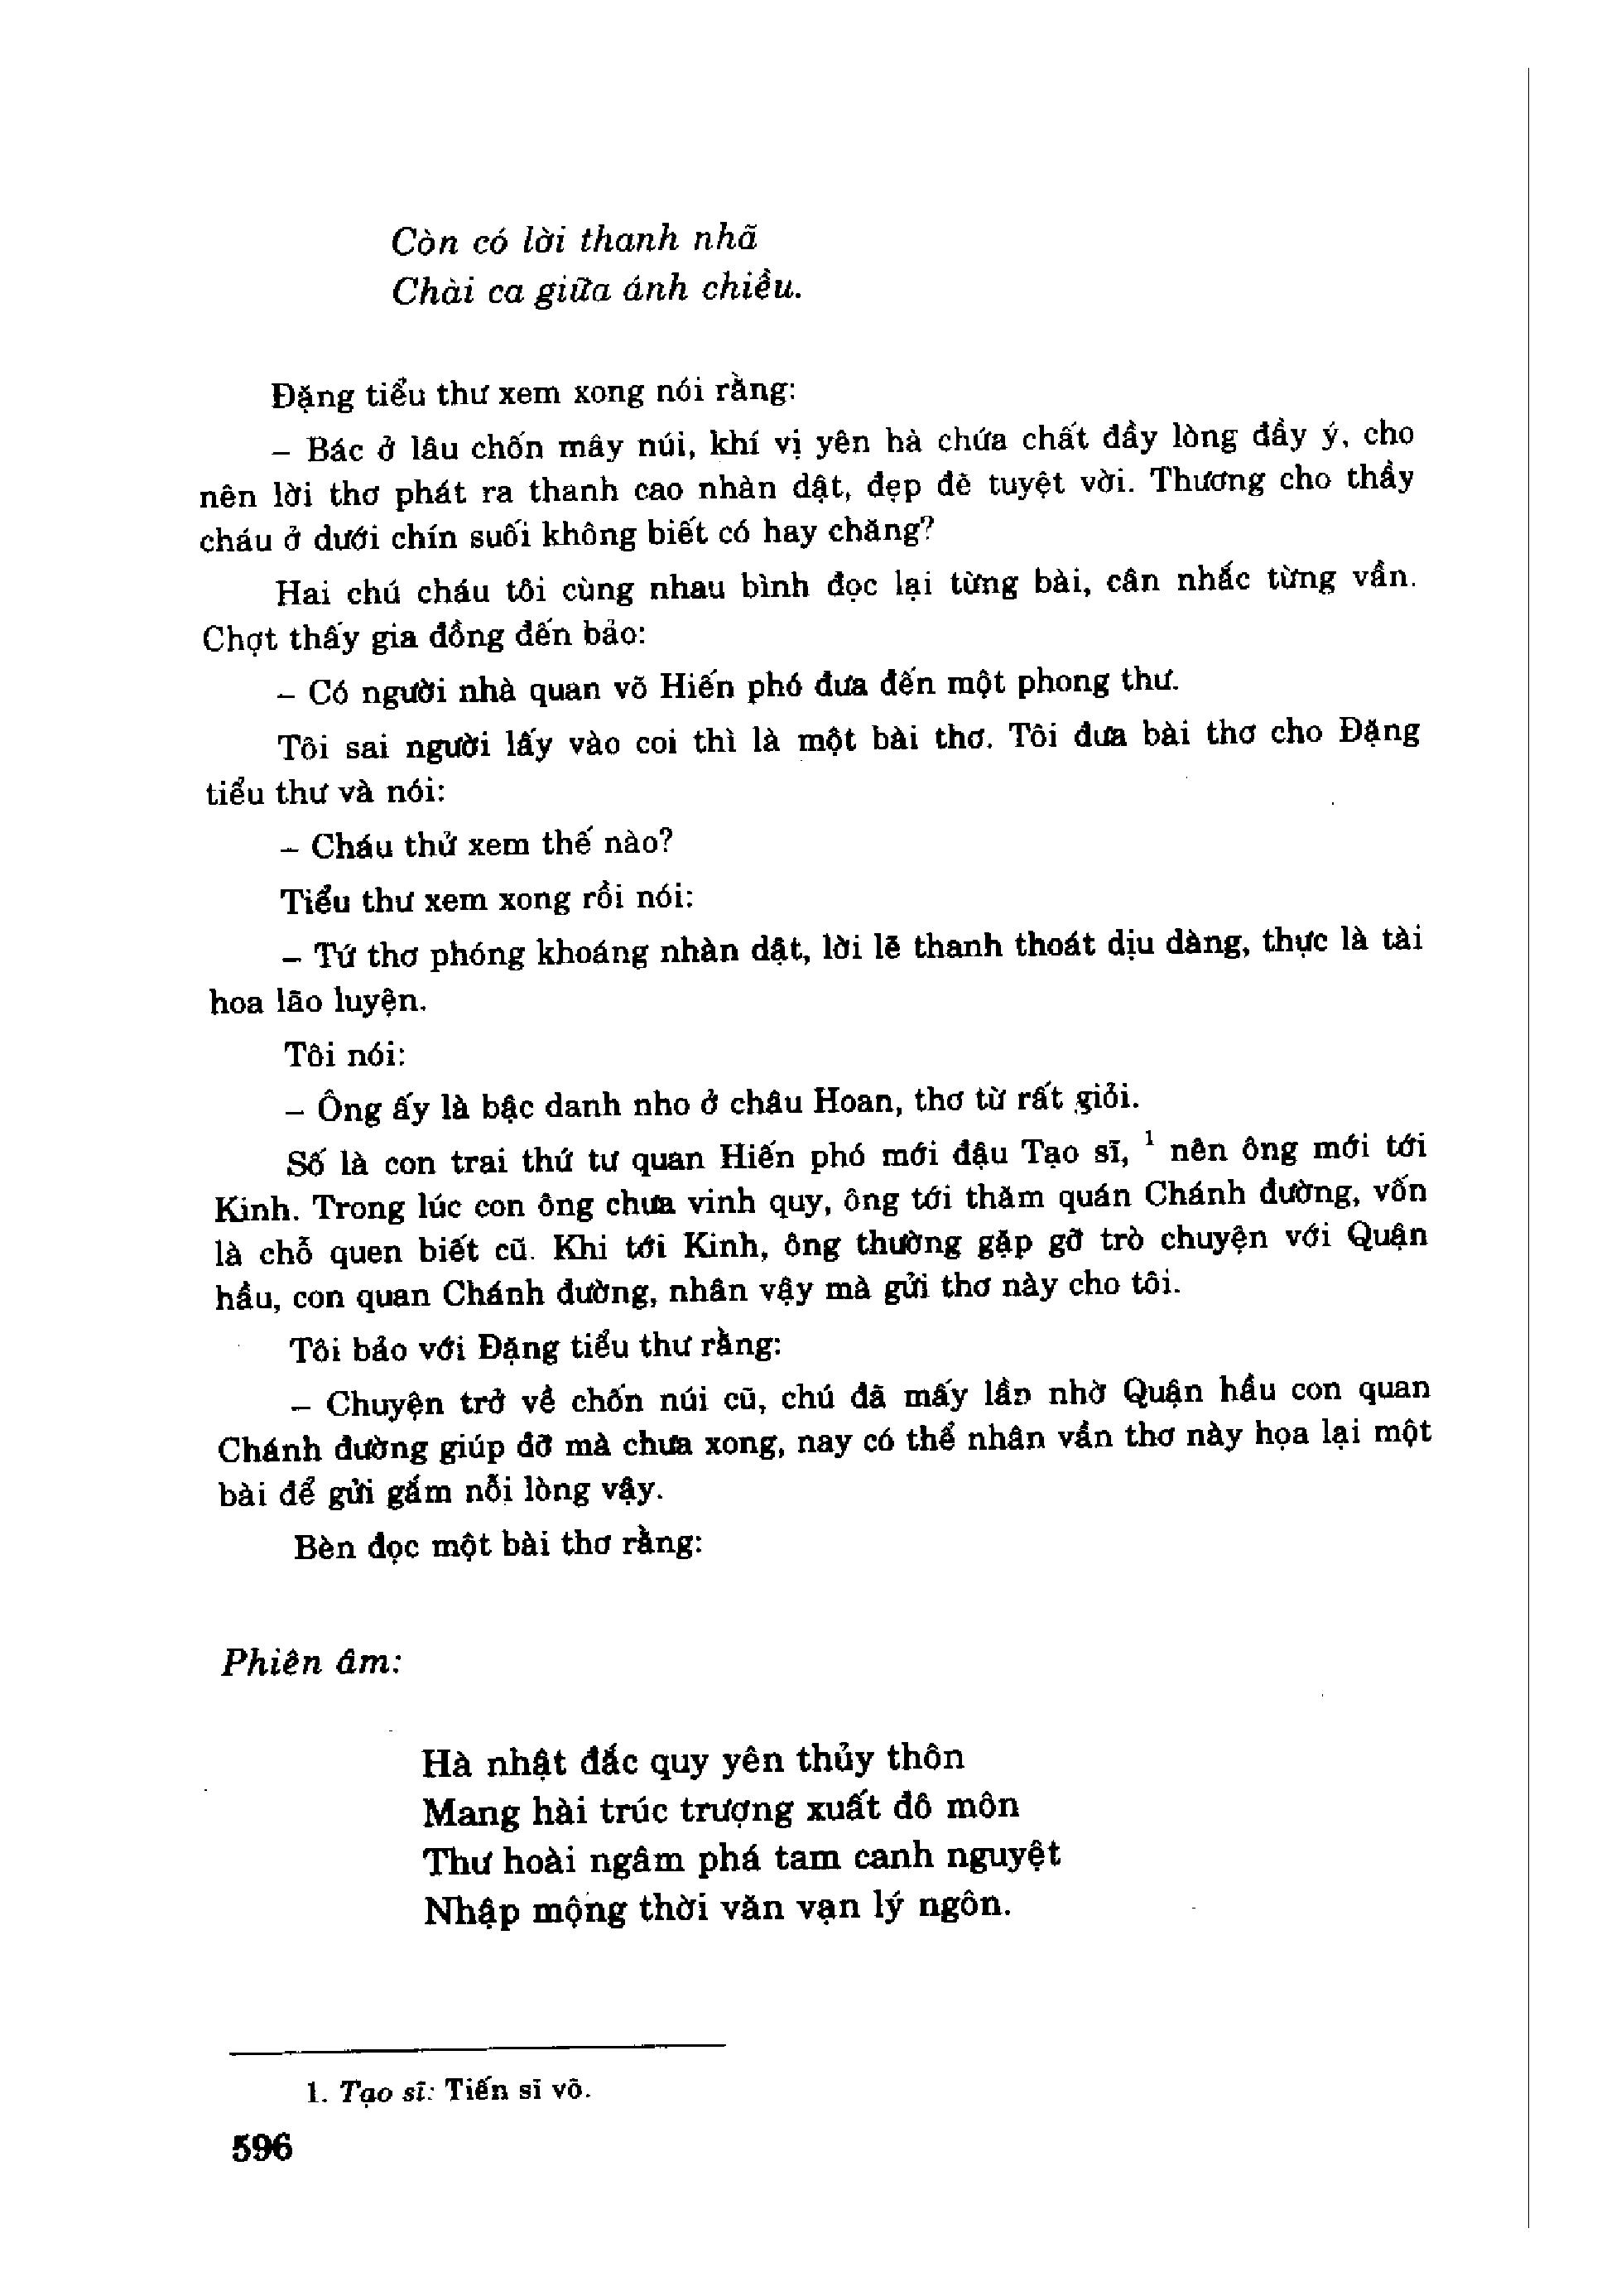 Còn có lời thanh nhã
Chài ca giữa ánh chiều.
Đặng tiểu thư xem xong nói rằng:
– Bác ở lâu chốn mây núi, khí vị yên hà chứa chất đầy lòng đầy ý, cho
nên lời thơ phát ra thanh cao nhàn dật, đẹp đẽ tuyệt vời. Thương cho thầy
cháu ở dưới chín suối không biết có hay chăng?
Hai chú cháu tôi cùng nhau bình đọc lại từng bài, cân nhắc từng vần.
Chợt thấy gia đồng đến bảo:
– Có người nhà quan võ Hiến phó đưa đến một phong thư.
Tôi sai người lấy vào coi thì là một bài thơ. Tôi đưa bài thơ cho Đặng
tiểu thư và nói:
– Cháu thử xem thế nào?
Tiểu thư xem xong rồi nói:
– Tứ thơ phóng khoáng nhàn dật, lời lẽ thanh thoát dịu dàng, thực là tài
hoa lão luyện.
Tôi nói:
– Ông ấy là bậc danh nho ở châu Hoan, thơ từ rất giỏi.
Số là con trai thứ tư quan Hiến phó mới đậu Tạo sĩ, ¹ nên ông mới tới
Kinh. Trong lúc con ông chưa vinh quy, ông tới thăm quán Chánh đường, vốn
là chỗ quen biết cũ. Khi tới Kinh, ông thường gặp gỡ trò chuyện với Quận
hầu, con quan Chánh đường, nhân vậy mà gửi thơ này cho tôi.
Tôi bảo với Đặng tiểu thư rằng:
– Chuyện trở về chốn núi cũ, chú đã mấy lần nhờ Quận hầu con quan
Chánh đường giúp đỡ mà chưa xong, nay có thể nhân vần thơ này họa lại một
bài để gửi gắm nỗi lòng vậy.
Bèn đọc một bài thơ rằng:
Phiên âm:
Hà nhật đắc quy yên thủy thôn
Mang hài trúc trượng xuất đô môn
Thư hoài ngâm phá tam canh nguyệt
Nhập mộng thời văn vạn lý ngôn.
1. Tạo sĩ: Tiến sĩ võ.
596